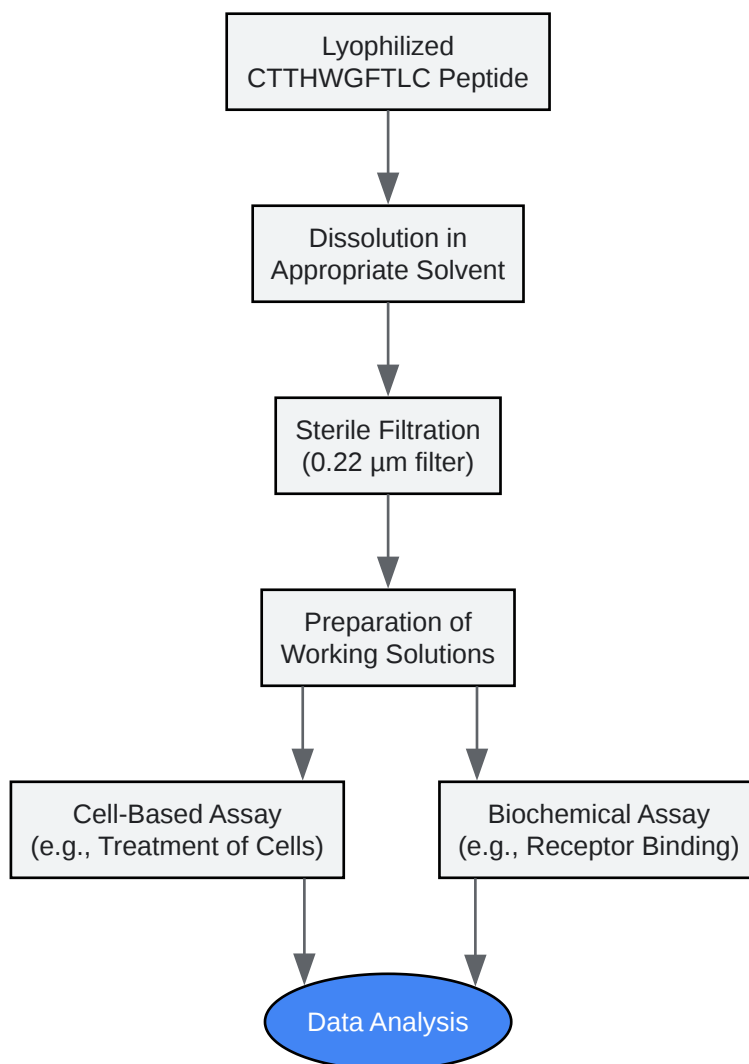 Lyophilized
CTTHWGFTLC Peptide
Dissolution in
Appropriate Solvent
Sterile Filtration
(0.22 µm filter)
Preparation of
Working Solutions
Cell-Based Assay
(e.g., Treatment of Cells)
Biochemical Assay
(e.g., Receptor Binding)
Data Analysis